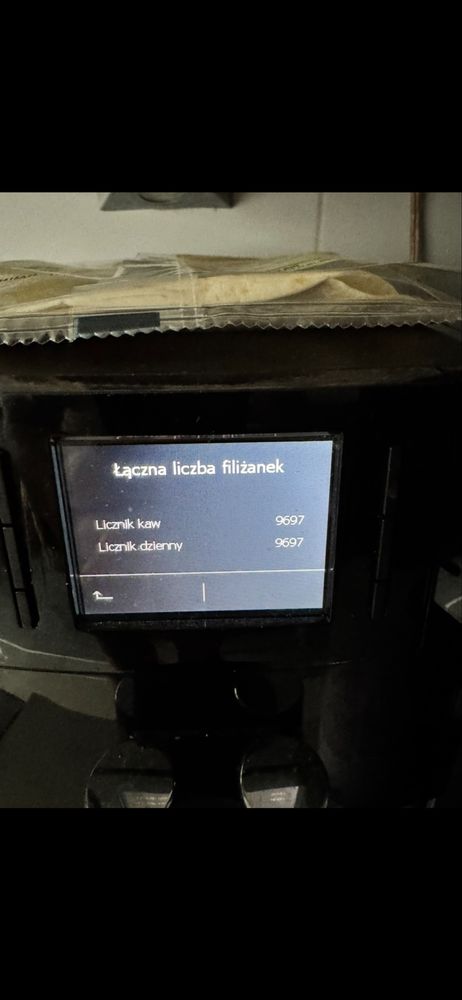 Łączna liczba filiżanek
Licznik kaw 9697
Licznik dzienny 9697